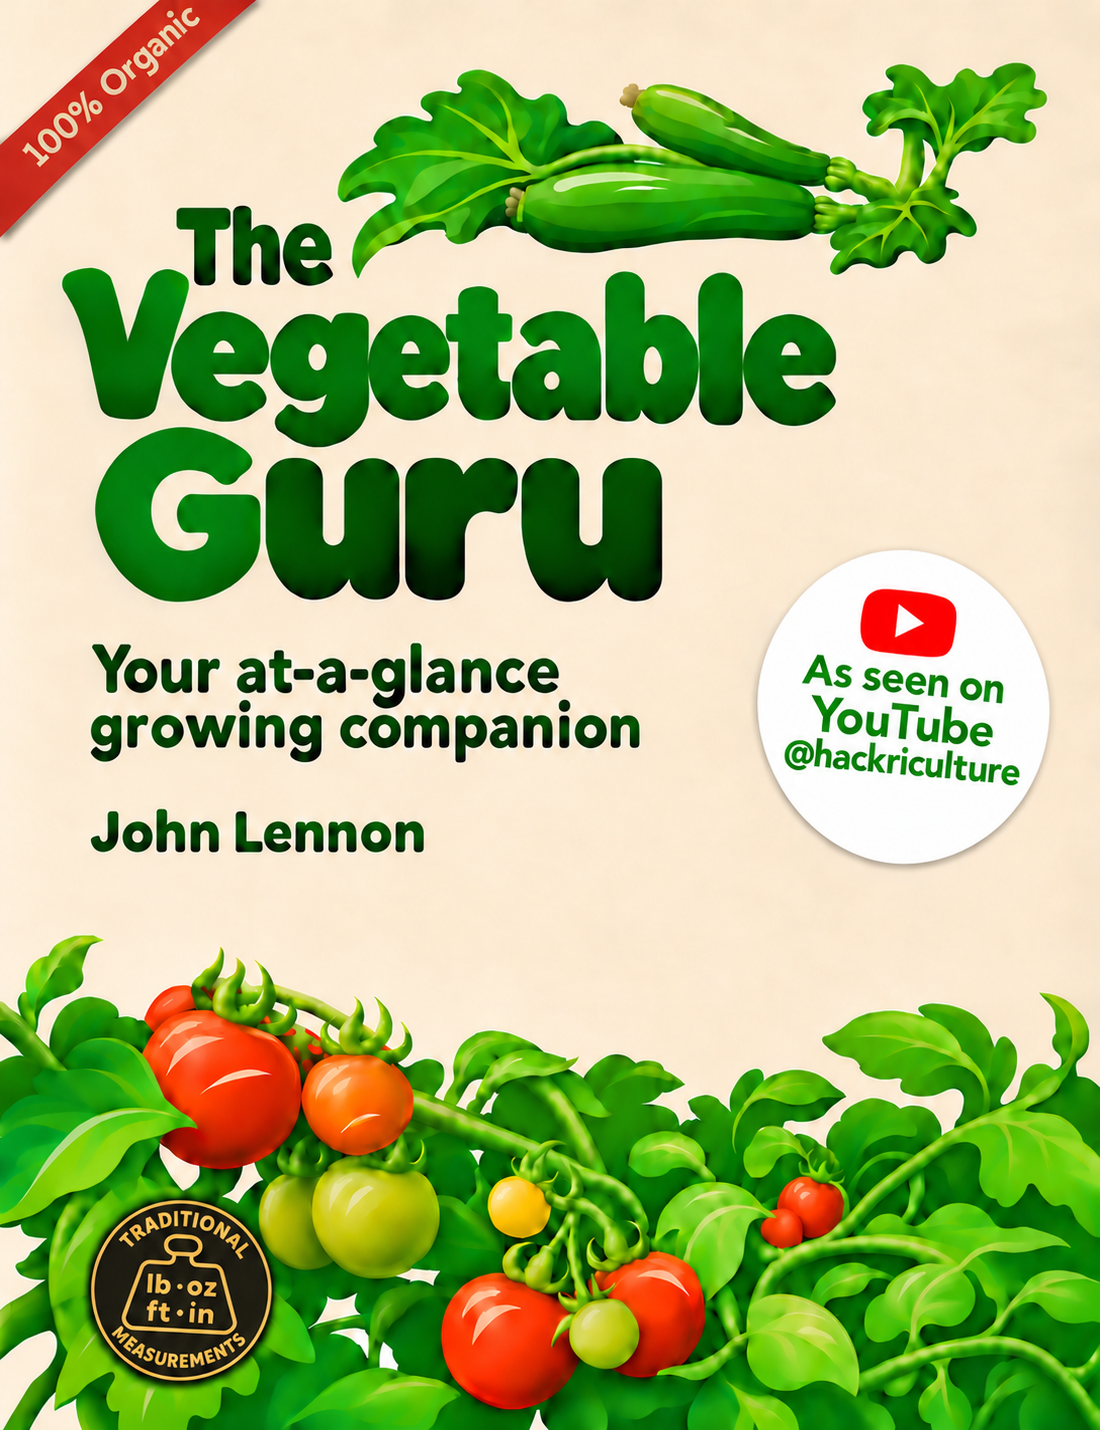 100% Organic
The
Vegetable
Guru
Your at-a-glance
growing companion
John Lennon
As seen on
YouTube
@hackriculture
TRADITIONAL
lb·oz
ft·in
MEASUREMENTS